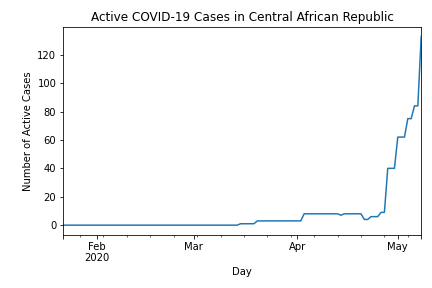 Active COVID-19 Cases in Central African Republic
Number of Active Cases
120
100
80
60
40
20
0
Feb
2020
Mar
Apr
May
Day